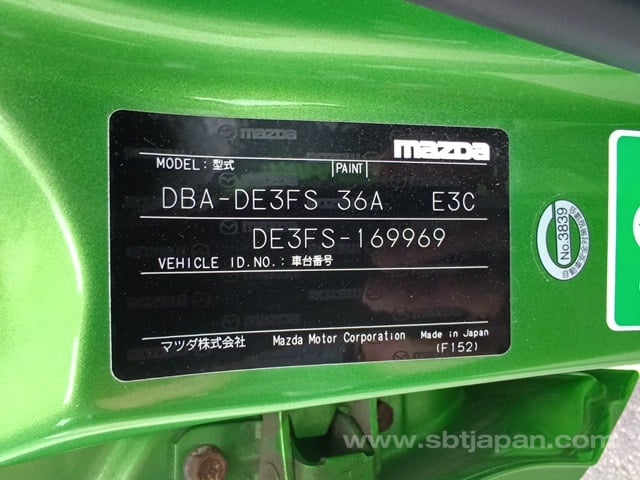 mazda
MODEL: 型式 PAINT
DBA-DE3FS 36A E3C
DE3FS-169969
VEHICLE ID.NO.: 車台番号
マツダ株式会社 Mazda Motor Corporation Made in Japan
(F152)
No.3839
www.sbtjapan.com